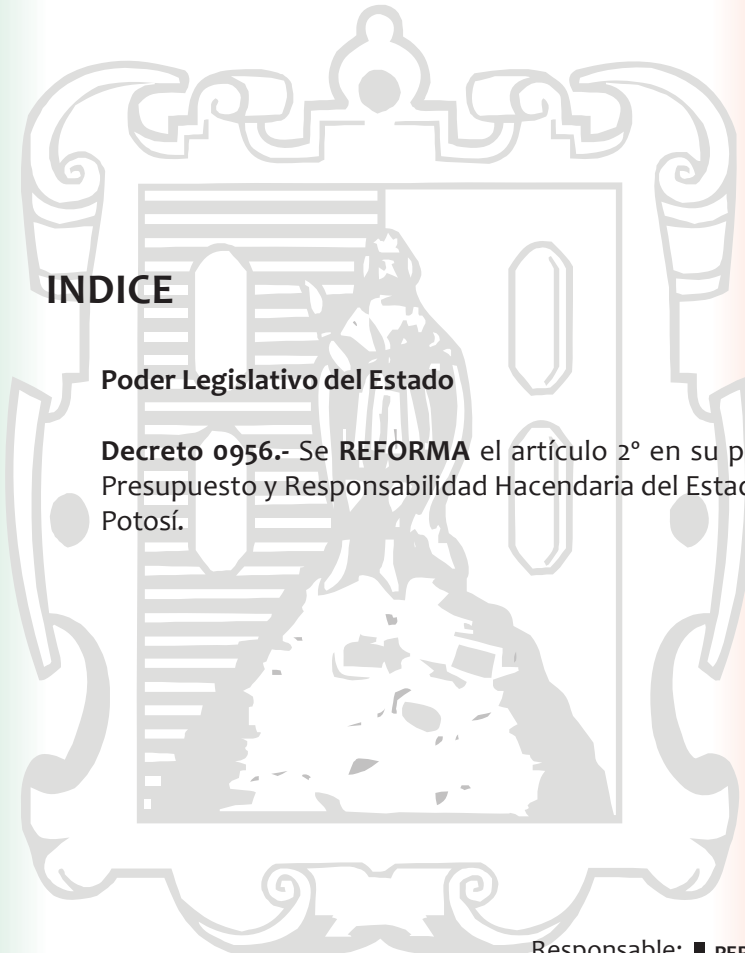 INDICE
Poder Legislativo del Estado
Decreto 0956.- Se REFORMA el artículo 2° en su
Presupuesto y Responsabilidad Hacendaria del
Potosí.
Responsable: